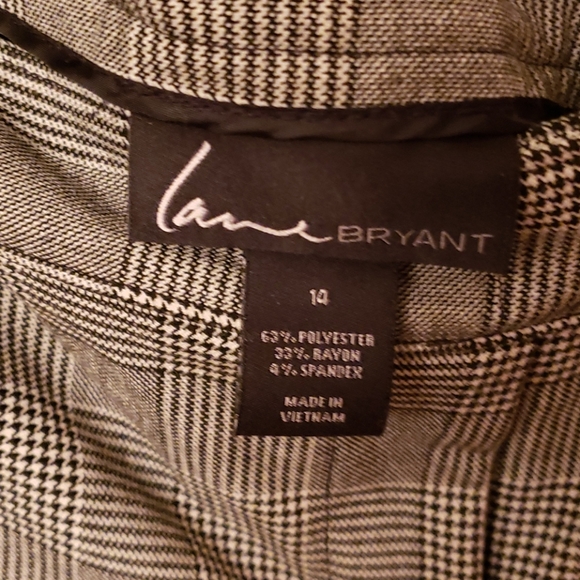 Lane BRYANT
14
63% POLYESTER
33% RAYON
4% SPANDEX
MADE IN
VIETNAM